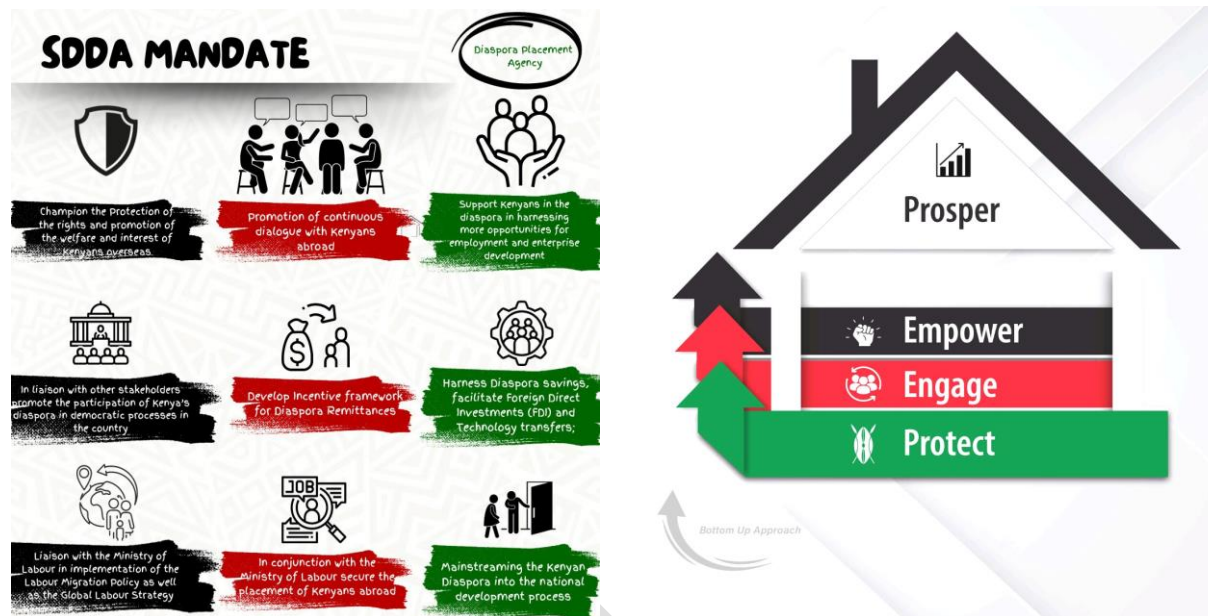 SDDA MANDATE
Diaspora Placement
Agency
Champion the Protection of
the rights and promotion of
the welfare and interest of
Kenyans overseas
Promotion of continuous
dialogue with Kenyans
abroad
Support Kenyans in the
diaspora in harnessing
more opportunities for
employment and enterprise
development
In liaison with other stakeholders
promote the participation of Kenya's
diaspora in democratic processes in
the country
Develop Incentive framework
for Diaspora Remittances
Harness Diaspora savings,
facilitate Foreign Direct
Investments (FDI) and
Technology transfers;
JOB
Liaison with the Ministry of
Labour in implementation of the
Labour Migration Policy as well
as the Global Labour Strategy
In conjunction with the
Ministry of Labour secure the
placement of Kenyans abroad
Mainstreaming the Kenyan
Diaspora into the national
development process
Prosper
Empower
Engage
Protect
Bottom Up Approach